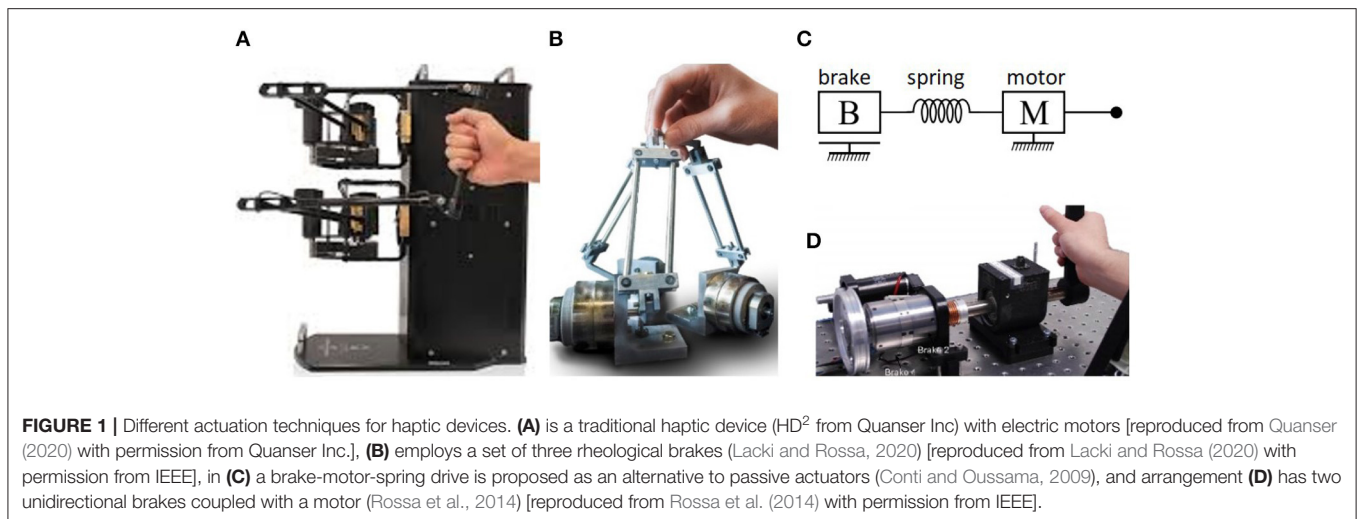 A
B
C
brake spring motor
B
M
D
Brake 2
Brake
FIGURE 1 | Different actuation techniques for haptic devices. (A) is a traditional haptic device (HD² from Quanser Inc) with electric motors [reproduced from Quanser
(2020) with permission from Quanser Inc.], (B) employs a set of three rheological brakes (Lacki and Rossa, 2020) [reproduced from Lacki and Rossa (2020) with
permission from IEEE], in (C) a brake-motor-spring drive is proposed as an alternative to passive actuators (Conti and Oussama, 2009), and arrangement (D) has two
unidirectional brakes coupled with a motor (Rossa et al., 2014) [reproduced from Rossa et al. (2014) with permission from IEEE].